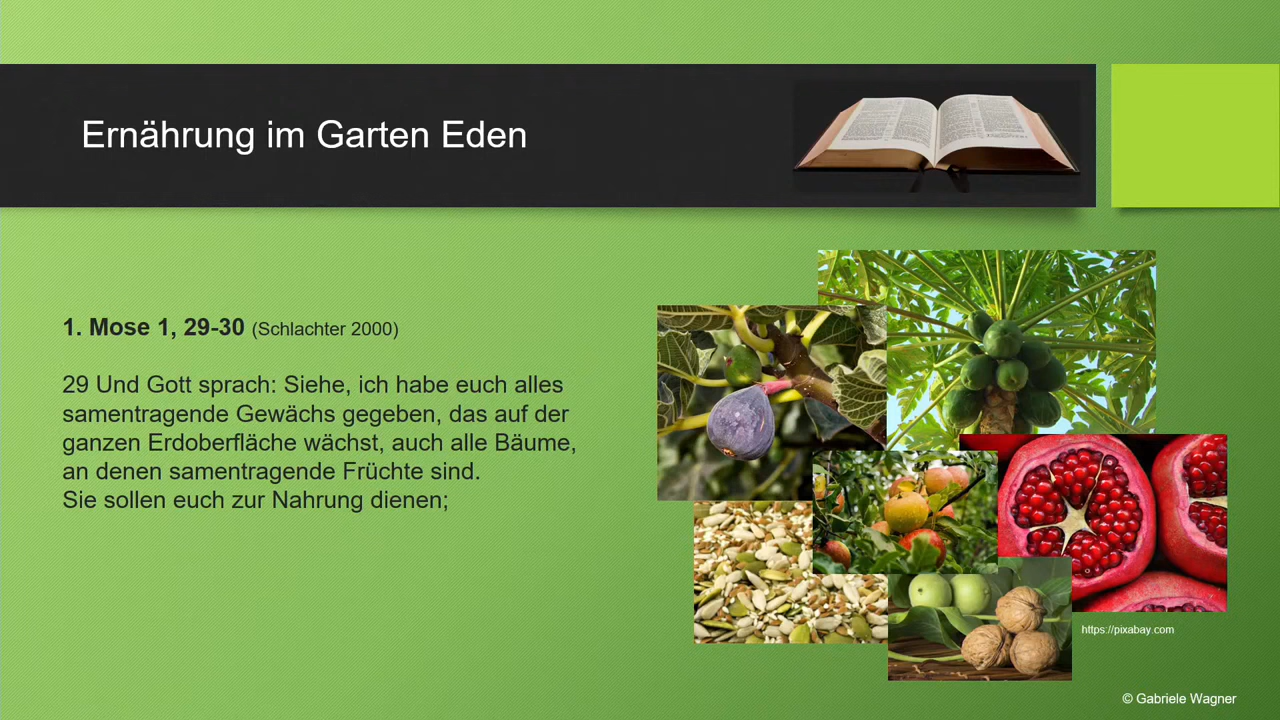 Ernährung im Garten Eden
1. Mose 1, 29-30 (Schlachter 2000)
29 Und Gott sprach: Siehe, ich habe euch alles
samentragende Gewächs gegeben, das auf der
ganzen Erdoberfläche wächst, auch alle Bäume,
an denen samentragende Früchte sind.
Sie sollen euch zur Nahrung dienen;
https://pixabay.com
© Gabriele Wagner